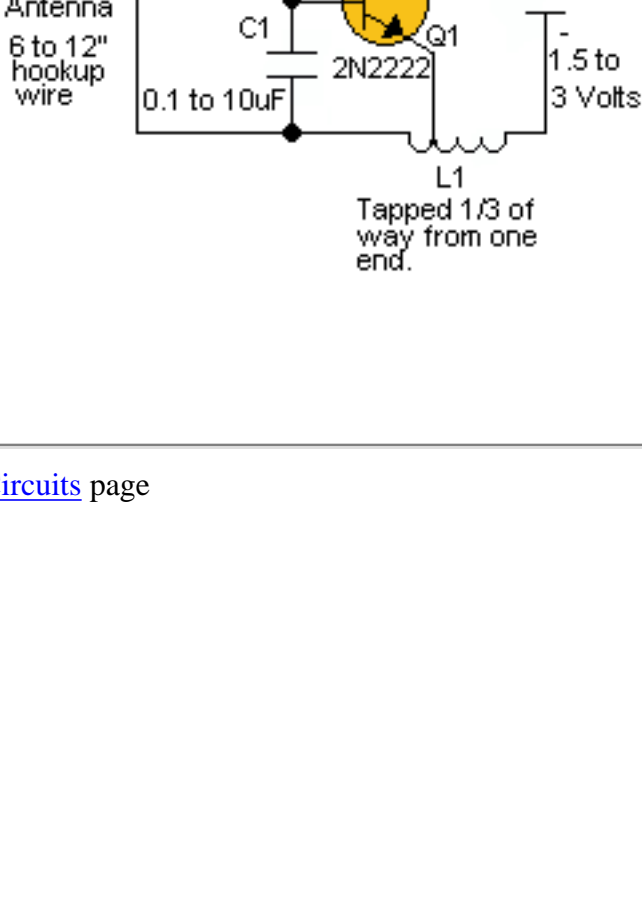 Antenna
6 to 12"
hookup
wire
C1
0.1 to 10uF
Q1
2N2222
-
1.5 to
3 Volts
L1
Tapped 1/3 of
way from one
end.
ircuits page